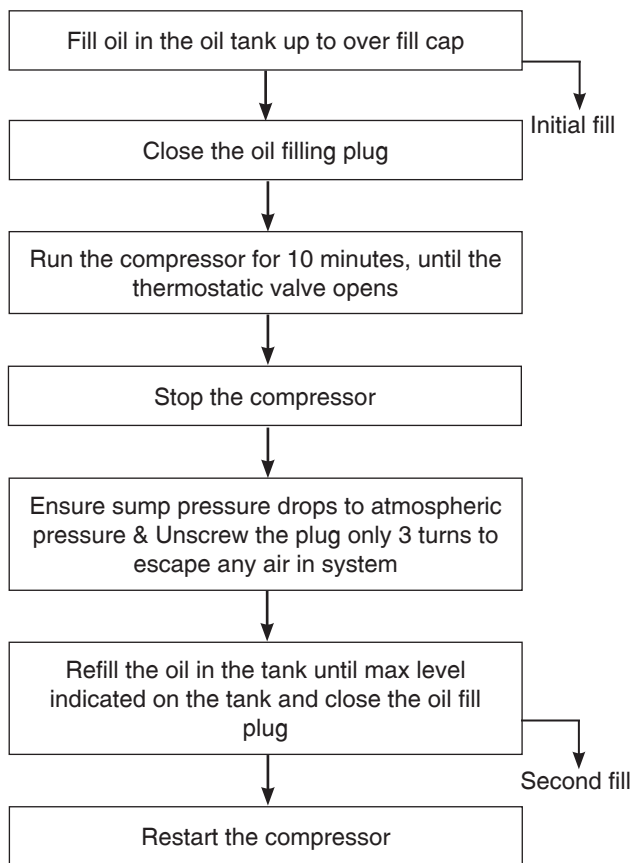 Fill oil in the oil tank up to over fill cap
Initial fill
Close the oil filling plug
Run the compressor for 10 minutes, until the
thermostatic valve opens
Stop the compressor
Ensure sump pressure drops to atmospheric
pressure & Unscrew the plug only 3 turns to
escape any air in system
Refill the oil in the tank until max level
indicated on the tank and close the oil fill
plug
Second fill
Restart the compressor